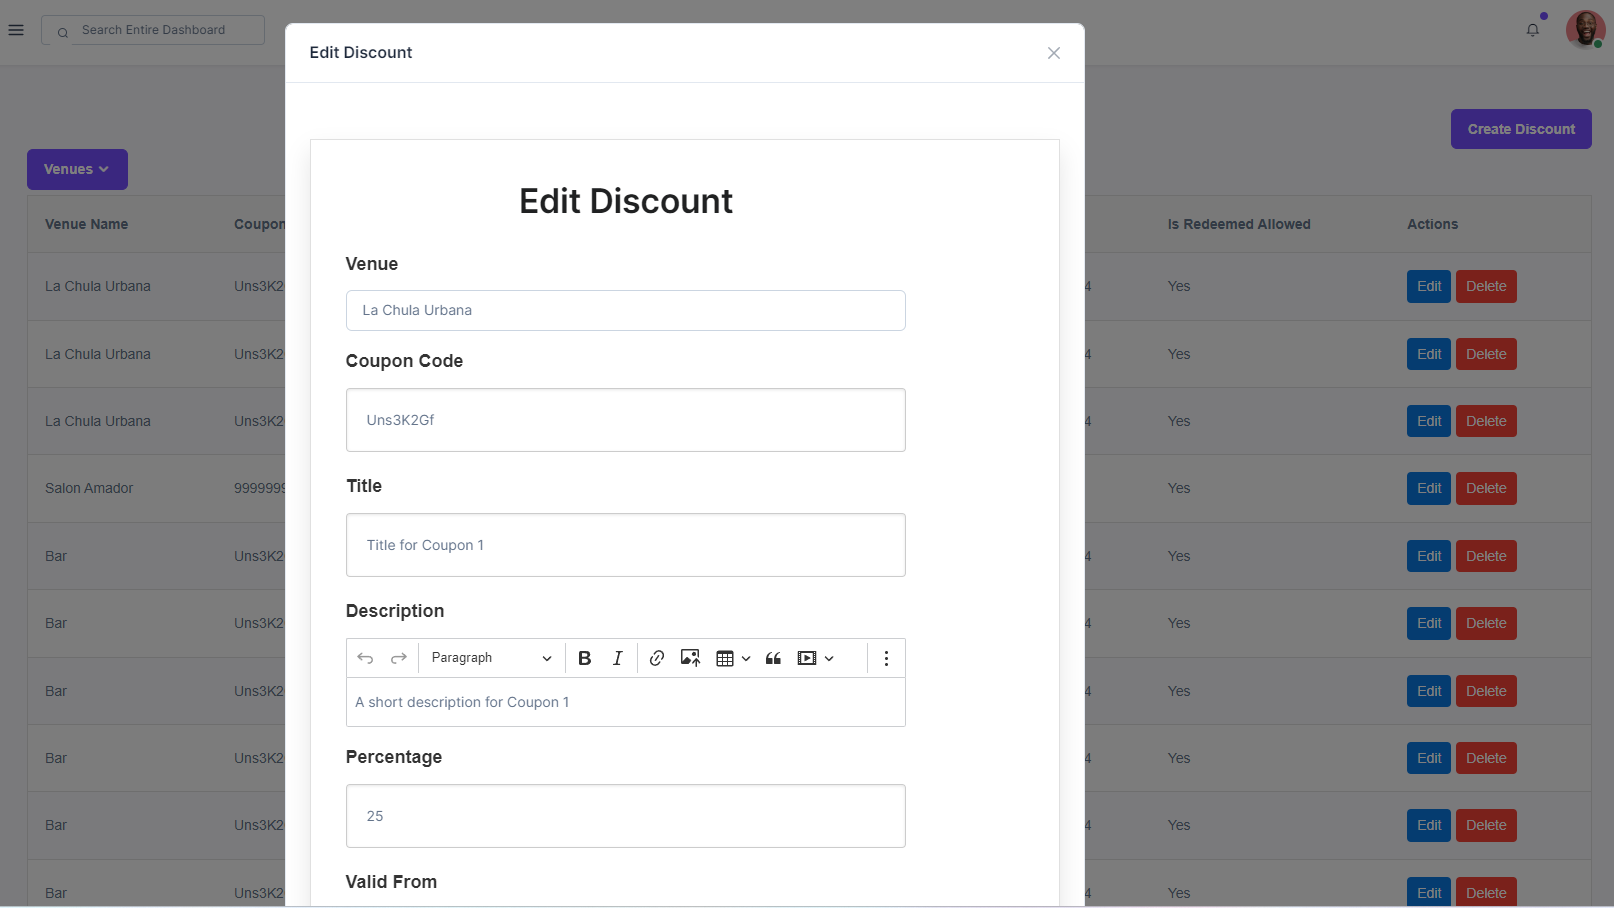 Search Entire Dashboard
Edit Discount
Create Discount
Venues
Venue Name Coupon Is Redeemed Allowed Actions
La Chula Urbana Uns3K2 4 Yes Edit Delete
La Chula Urbana Uns3K2 4 Yes Edit Delete
La Chula Urbana Uns3K2 4 Yes Edit Delete
Salon Amador 9999999 Yes Edit Delete
Bar Uns3K2 4 Yes Edit Delete
Bar Uns3K2 4 Yes Edit Delete
Bar Uns3K2 4 Yes Edit Delete
Bar Uns3K2 4 Yes Edit Delete
Bar Uns3K2 4 Yes Edit Delete
Bar Uns3K2 4 Yes Edit Delete
Edit Discount
Venue
La Chula Urbana
Coupon Code
Uns3K2Gf
Title
Title for Coupon 1
Description
Paragraph B I
A short description for Coupon 1
Percentage
25
Valid From